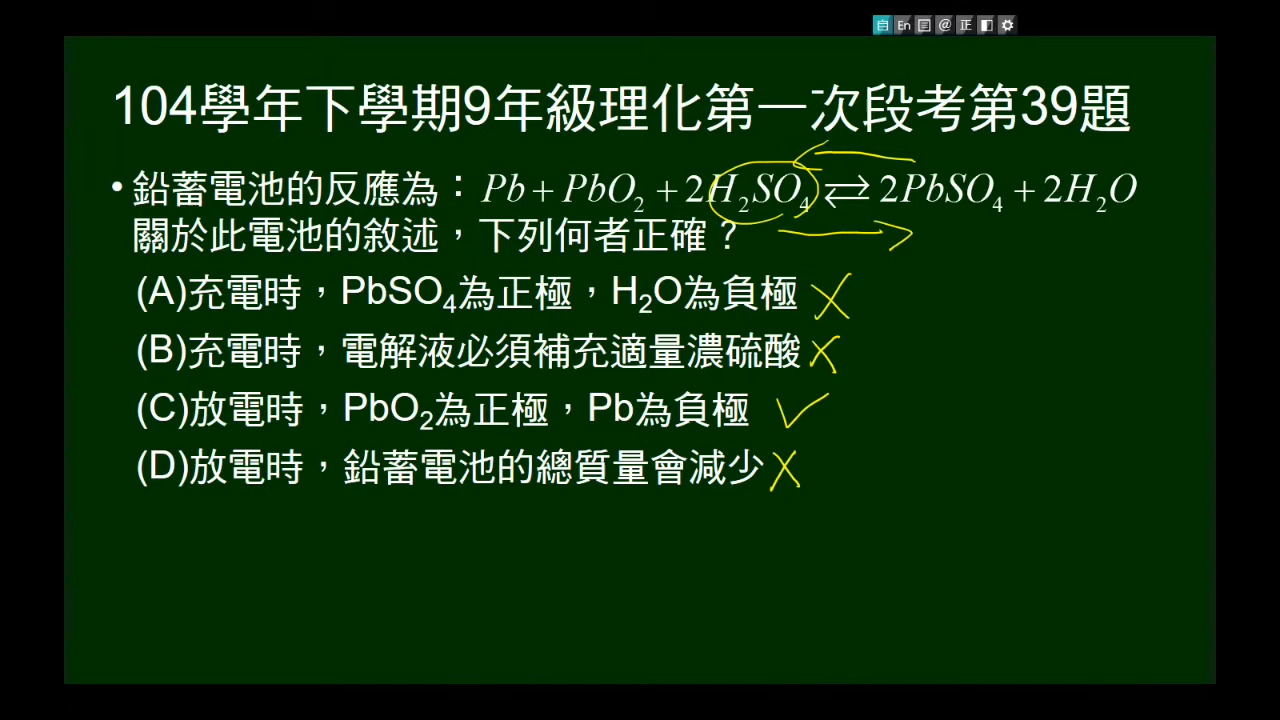 En @ 正
104學年下學期9年級理化第一次段考第39題
• 鉛蓄電池的反應為：Pb + PbO₂ + 2H₂SO₄ ⇄ 2PbSO₄ + 2H₂O
關於此電池的敘述，下列何者正確？
(A)充電時，PbSO₄為正極，H₂O為負極
(B)充電時，電解液必須補充適量濃硫酸
(C)放電時，PbO₂為正極，Pb為負極
(D)放電時，鉛蓄電池的總質量會減少